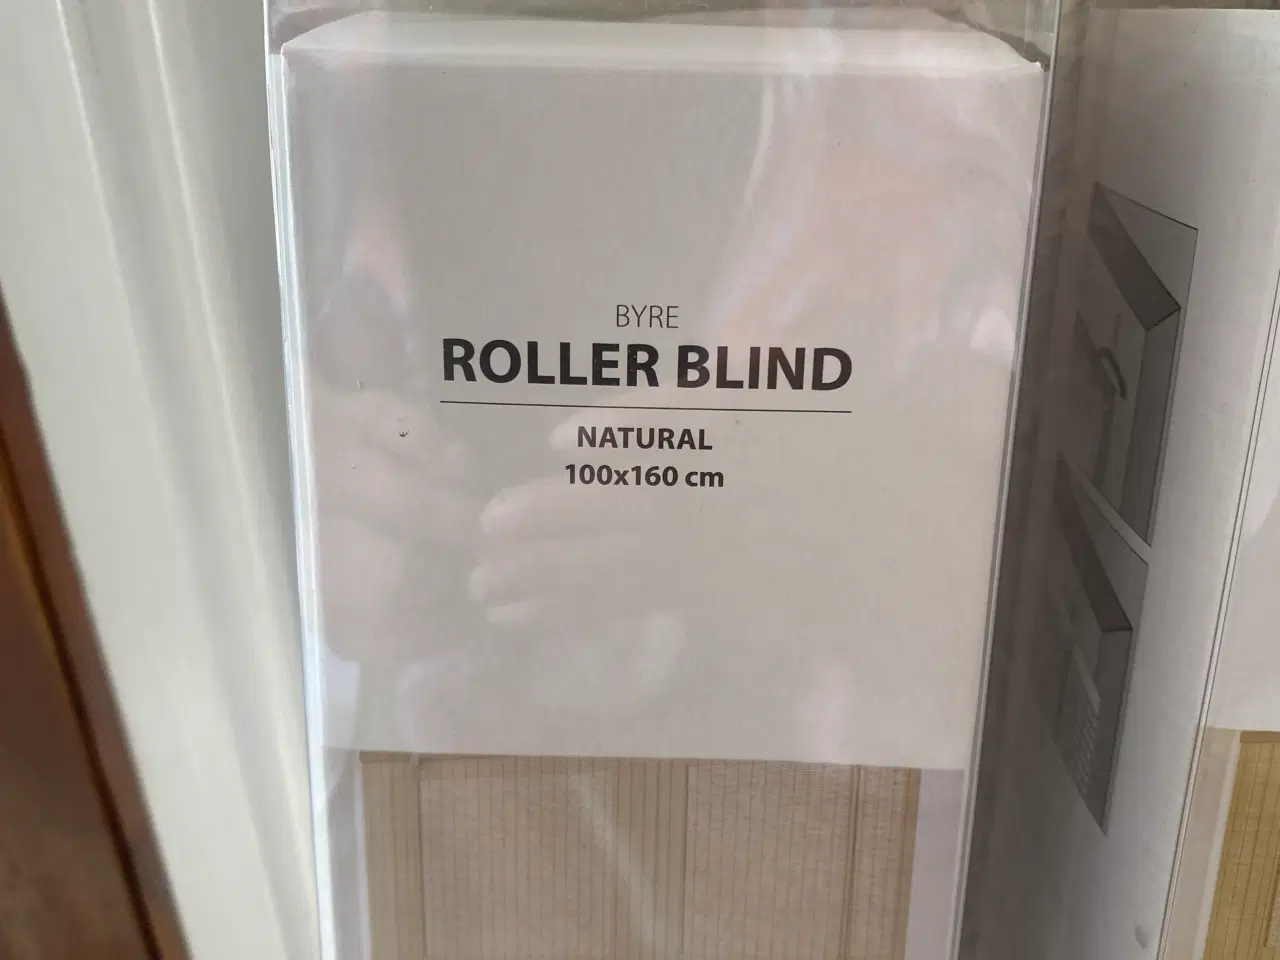 BYRE
ROLLER BLIND
NATURAL
100x160 cm